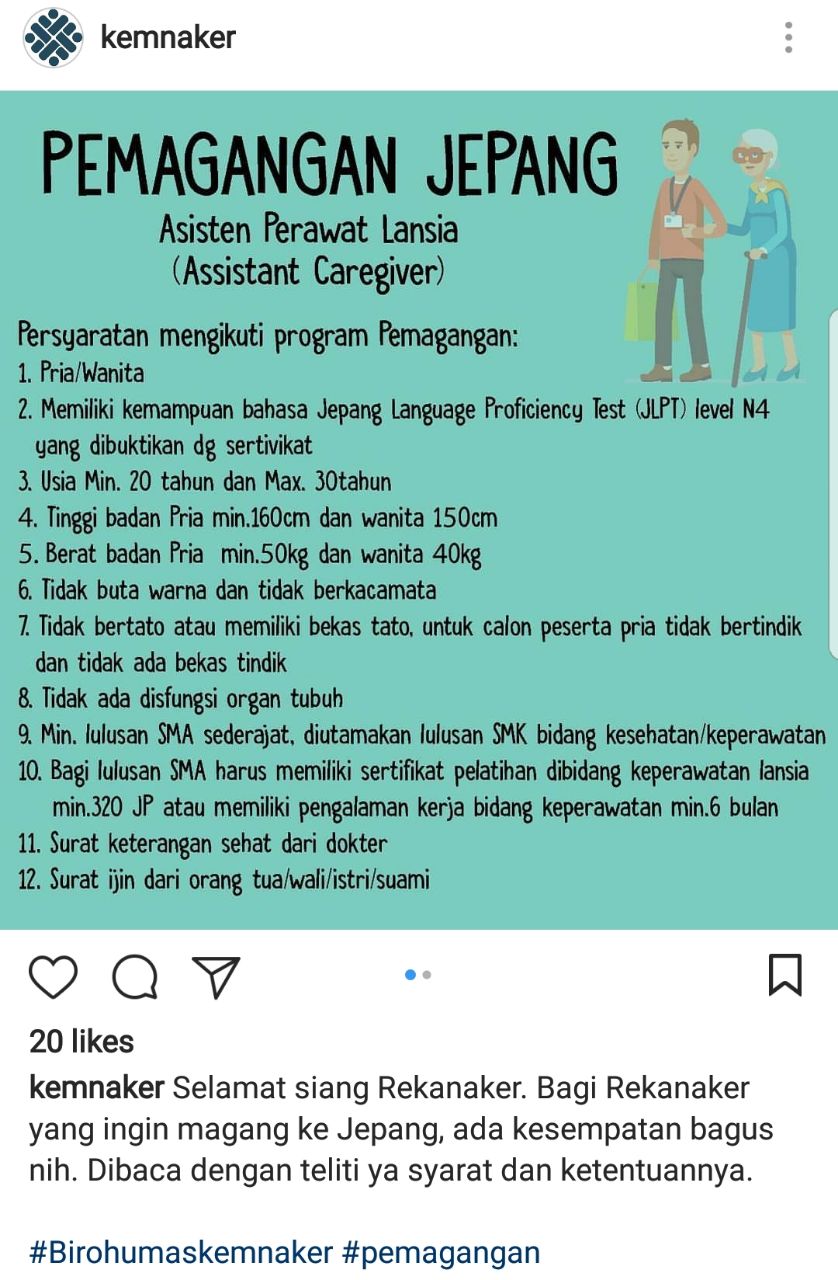 kemnaker
PEMAGANGAN JEPANG
Asisten Perawat Lansia
(Assistant Caregiver)
Persyaratan mengikuti program Pemagangan:
1. Pria/Wanita
2. Memiliki kemampuan bahasa Jepang Language Proficiency Test (JLPT) level N4
yang dibuktikan dg sertivikat
3. Usia Min. 20 tahun dan Max. 30tahun
4. Tinggi badan Pria min.160cm dan wanita 150cm
5. Berat badan Pria min.50kg dan wanita 40kg
6. Tidak buta warna dan tidak berkacamata
7. Tidak bertato atau memiliki bekas tato, untuk calon peserta pria tidak bertindik
dan tidak ada bekas tindik
8. Tidak ada disfungsi organ tubuh
9. Min. lulusan SMA sederajat, diutamakan lulusan SMK bidang kesehatan/keperawatan
10. Bagi lulusan SMA harus memiliki sertifikat pelatihan dibidang keperawatan lansia
min.320 JP atau memiliki pengalaman kerja bidang keperawatan min.6 bulan
11. Surat keterangan sehat dari dokter
12. Surat ijin dari orang tua/wali/istri/suami
20 likes
kemnaker Selamat siang Rekanaker. Bagi Rekanaker
yang ingin magang ke Jepang, ada kesempatan bagus
nih. Dibaca dengan teliti ya syarat dan ketentuannya.
#Birohumaskemnaker #pemagangan